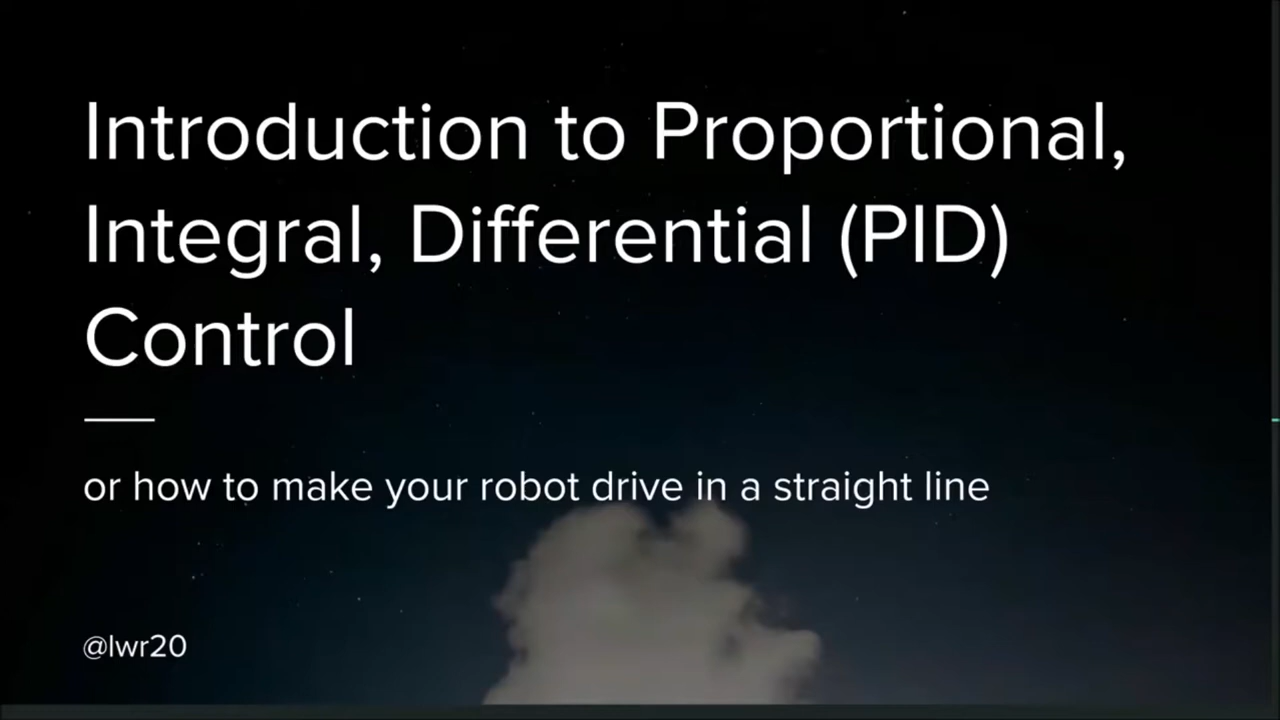 Introduction to Proportional,
Integral, Differential (PID)
Control
or how to make your robot drive in a straight line
@lwr20